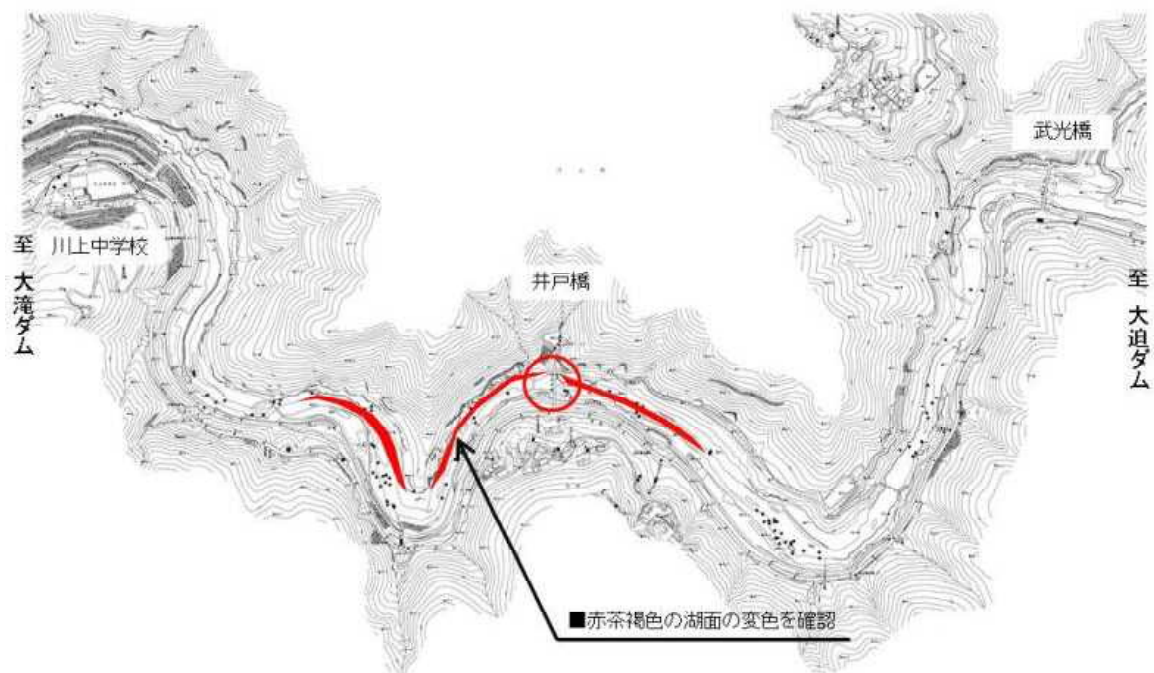 武光橋
川上中学校
至 大滝ダム
井戸橋
至 大迫ダム
■赤茶褐色の湖面の変色を確認